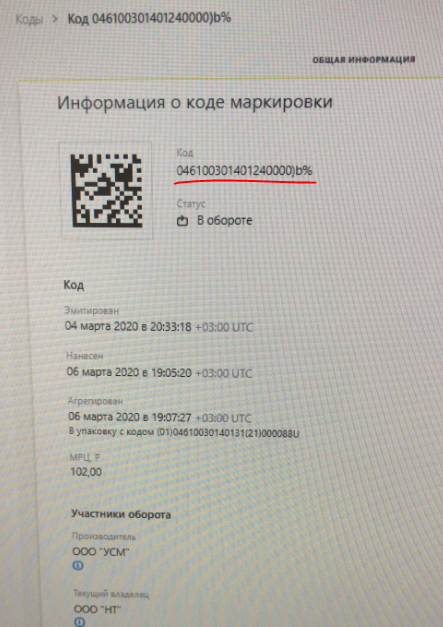 Коды > Код 046100301401240000)b%
ОБЩАЯ ИНФОРМАЦИЯ
Информация о коде маркировки
Код
046100301401240000)b%
Статус
В обороте
Код
Эмитирован
04 марта 2020 в 20:33:18 +03:00 UTC
Нанесен
06 марта 2020 в 19:05:20 +03:00 UTC
Агрегирован
06 марта 2020 в 19:07:27 +03:00 UTC
В упаковку с кодом (01)04610030140131(21)000088U
МРЦ, ₽
102,00
Участники оборота
Производитель
ООО "УСМ"
Текущий владелец
ООО "НТ"